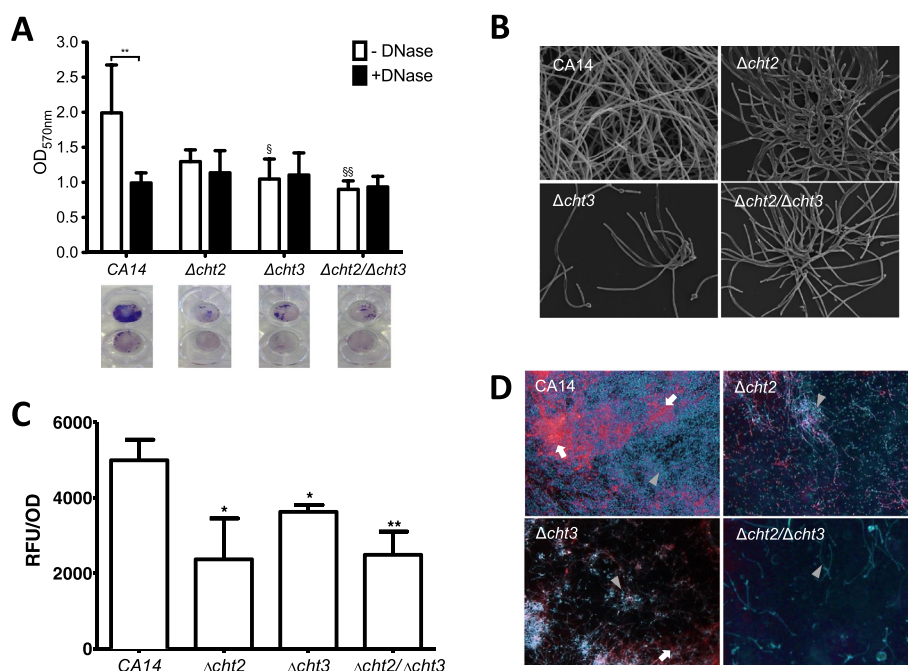 A
3.0
2.5
2.0
1.5
1.0
0.5
0.0
OD570nm
**
§
§§
- DNase
+DNase
CA14
Δcht2
Δcht3
Δcht2/Δcht3
B
CA14
Δcht2
Δcht3
Δcht2/Δcht3
C
6000
4000
2000
0
RFU/OD
*
*
**
CA14
Δcht2
Δcht3
Δcht2/Δcht3
D
CA14
Δcht2
Δcht3
Δcht2/Δcht3